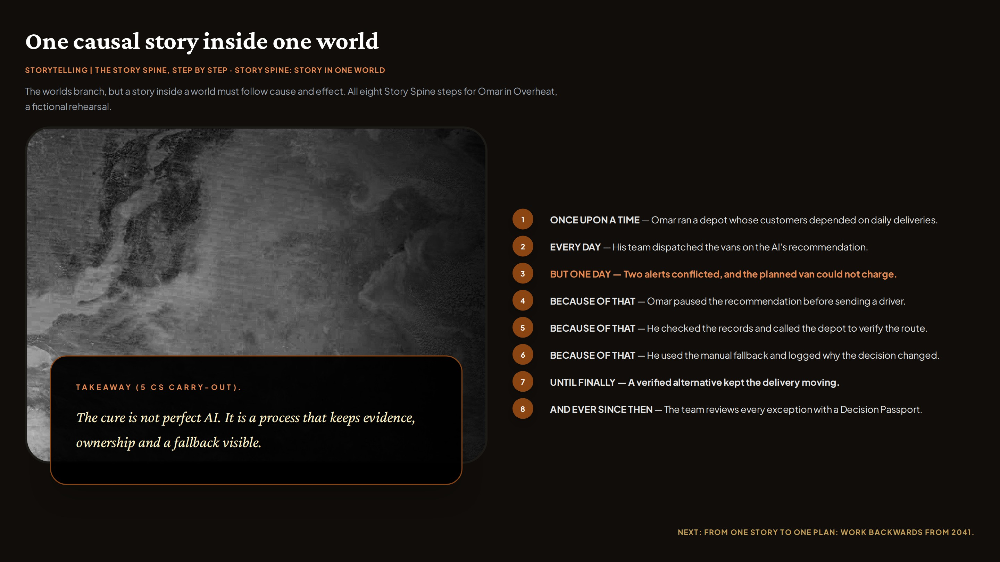 One causal story inside one world
STORYTELLING | THE STORY SPINE, STEP BY STEP · STORY SPINE: STORY IN ONE WORLD
The worlds branch, but a story inside a world must follow cause and effect. All eight Story Spine steps for Omar in Overheat,
a fictional rehearsal.
TAKEAWAY (5 CS CARRY-OUT).
The cure is not perfect AI. It is a process that keeps evidence,
ownership and a fallback visible.
1 ONCE UPON A TIME — Omar ran a depot whose customers depended on daily deliveries.
2 EVERY DAY — His team dispatched the vans on the AI's recommendation.
3 BUT ONE DAY — Two alerts conflicted, and the planned van could not charge.
4 BECAUSE OF THAT — Omar paused the recommendation before sending a driver.
5 BECAUSE OF THAT — He checked the records and called the depot to verify the route.
6 BECAUSE OF THAT — He used the manual fallback and logged why the decision changed.
7 UNTIL FINALLY — A verified alternative kept the delivery moving.
8 AND EVER SINCE THEN — The team reviews every exception with a Decision Passport.
NEXT: FROM ONE STORY TO ONE PLAN: WORK BACKWARDS FROM 2041.